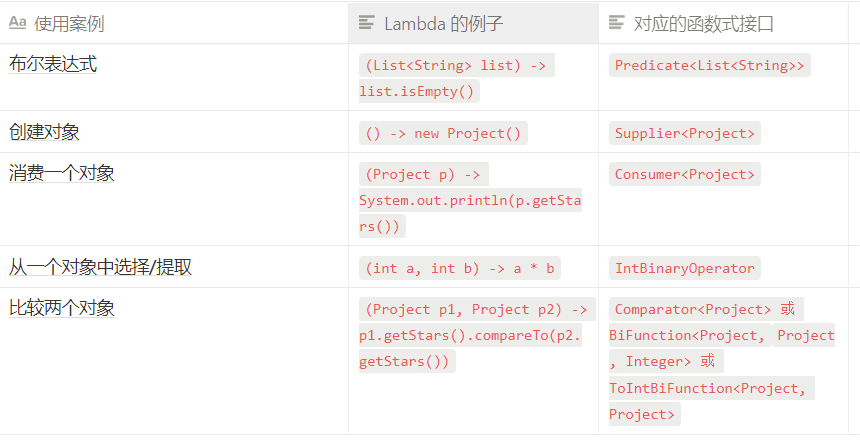 Aa 使用案例
Lambda 的例子
对应的函数式接口
布尔表达式
(List<String> list) ->
list.isEmpty()
Predicate<List<String>>
创建对象
() -> new Project()
Supplier<Project>
消费一个对象
(Project p) ->
System.out.println(p.getSta
rs())
Consumer<Project>
从一个对象中选择/提取
(int a, int b) -> a * b
IntBinaryOperator
比较两个对象
(Project p1, Project p2) ->
p1.getStars().compareTo(p2.
getStars())
Comparator<Project> 或
BiFunction<Project, Project
, Integer> 或
ToIntBiFunction<Project,
Project>